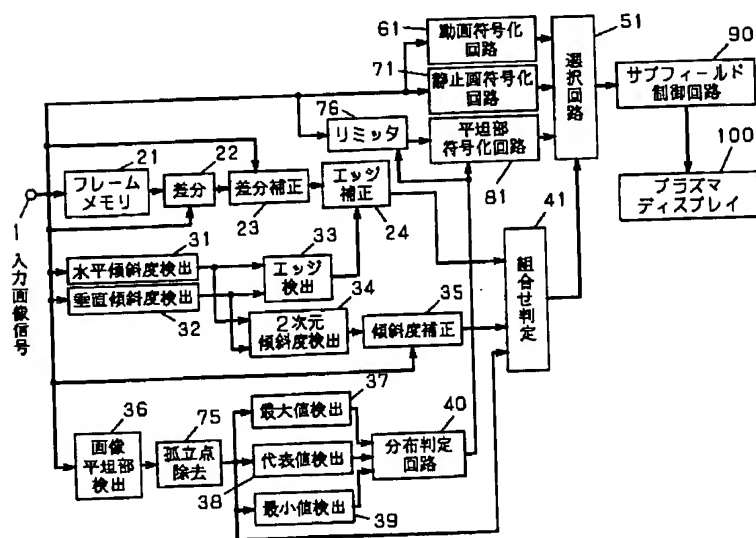 61
動画符号化
回路
51
71
静止画符号化
回路
選択回路
90
サブフィールド
制御回路
76
リミッタ
平坦部
符号化回路
81
100
プラズマ
ディスプレイ
21
フレーム
メモリ
22
差分
差分補正
23
エッジ
補正
24
41
組合せ判定
1
入力画像信号
31
水平傾斜度検出
垂直傾斜度検出
32
33
エッジ
検出
34
2次元
傾斜度検出
35
傾斜度補正
36
画像
平坦部
検出
75
孤立点
除去
37
最大値検出
代表値検出
38
最小値検出
39
40
分布判定
回路